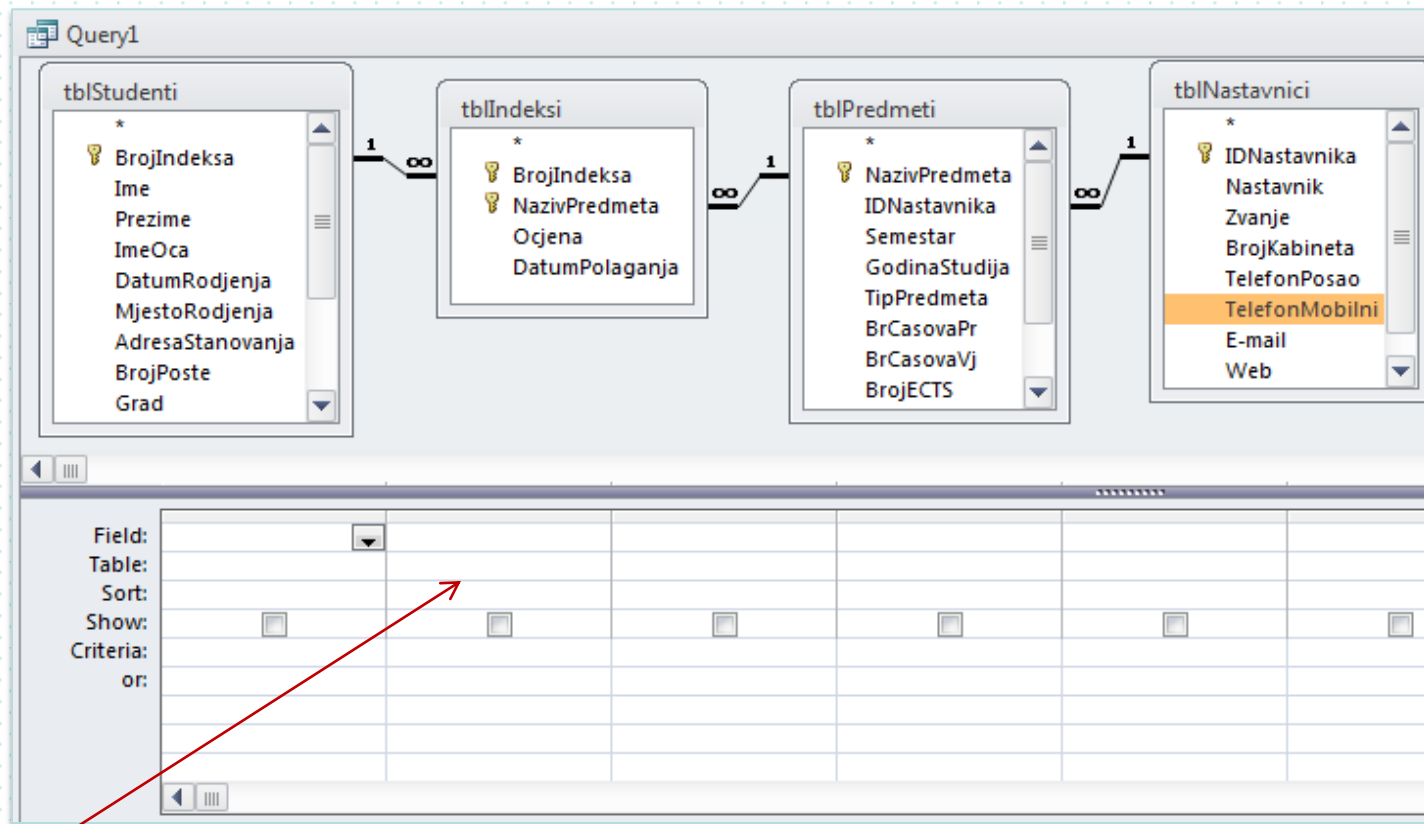 Query1
tblStudenti
*
BrojIndeksa
Ime
Prezime
ImeOca
DatumRodjenja
MjestoRodjenja
AdresaStanovanja
BrojPoste
Grad
1
∞
tblIndeksi
*
BrojIndeksa
NazivPredmeta
Ocjena
DatumPolaganja
∞
1
tblPredmeti
*
NazivPredmeta
IDNastavnika
Semestar
GodinaStudija
TipPredmeta
BrCasovaPr
BrCasovaVj
BrojECTS
∞
1
tblNastavnici
*
IDNastavnika
Nastavnik
Zvanje
BrojKabineta
TelefonPosao
TelefonMobilni
E-mail
Web
Field:
Table:
Sort:
Show:
Criteria:
or: